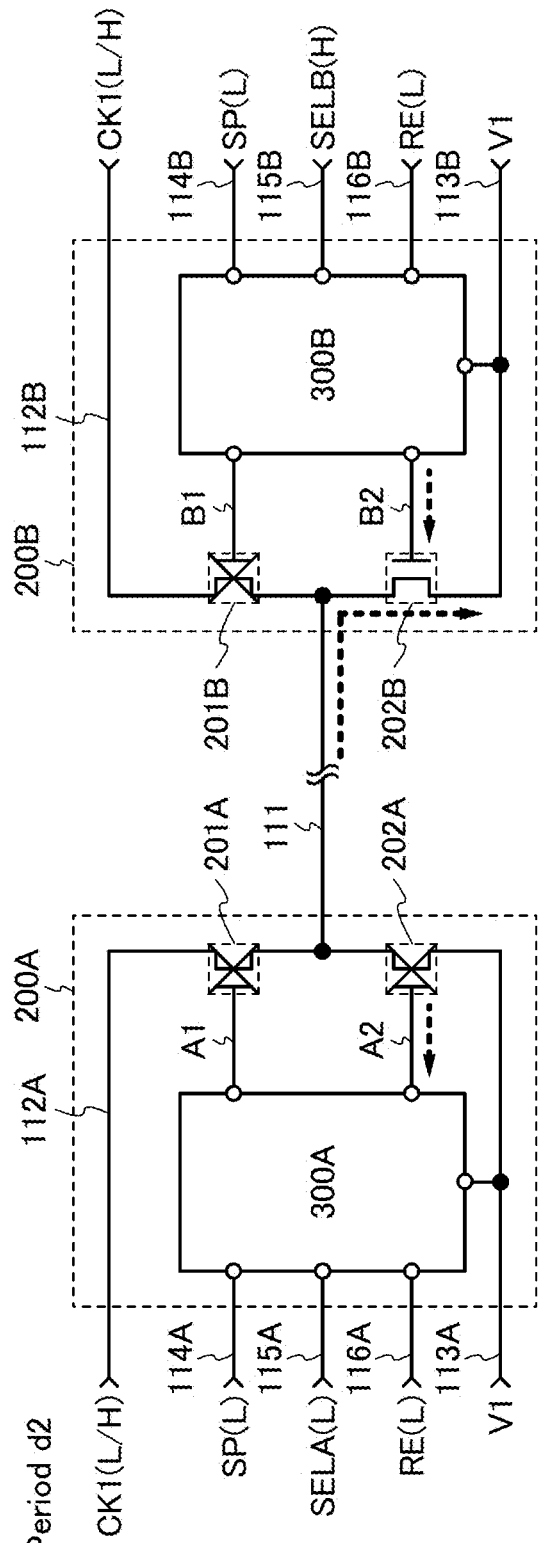 Period d2
CK1(L/H)
112A
200A
201A
111
201B
200B
112B
CK1(L/H)
SP(L)
114A
A1
B1
114B
SP(L)
SELA(L)
115A
300A
300B
115B
SELB(H)
RE(L)
116A
A2
B2
116B
RE(L)
V1
113A
202A
202B
113B
V1